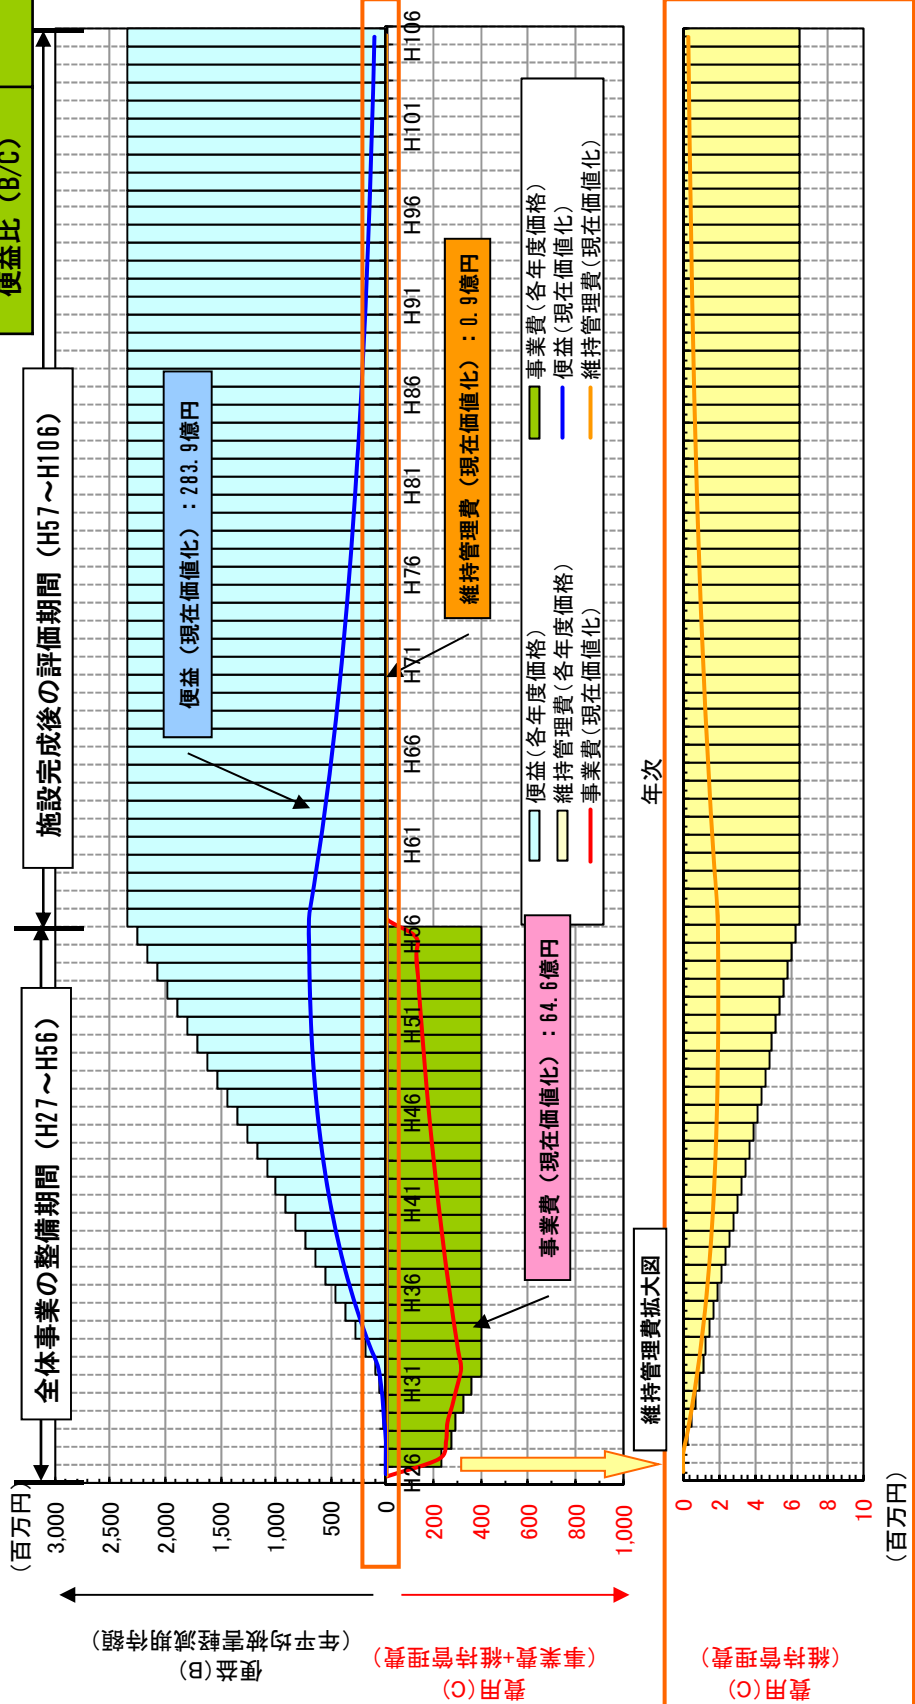 便益比 (B/C)
全体事業の整備期間 (H27～H56)
施設完成後の評価期間 (H57～H106)
(百万円)
3,000
2,500
2,000
1,500
1,000
500
0
200
400
600
800
1,000
便益(B)
(年平均被害軽減期待額)
費用(C)
(事業費+維持管理費)
便益 (現在価値化) : 283.9億円
維持管理費 (現在価値化) : 0.9億円
事業費 (現在価値化) : 64.6億円
H26
H31
H36
H41
H46
H51
H56
H61
H66
H71
H76
H81
H86
H91
H96
H101
H106
便益(各年度価格)
事業費(各年度価格)
維持管理費(各年度価格)
便益(現在価値化)
事業費(現在価値化)
維持管理費(現在価値化)
年次
維持管理費拡大図
0
2
4
6
8
10
(百万円)
費用(C)
(維持管理費)